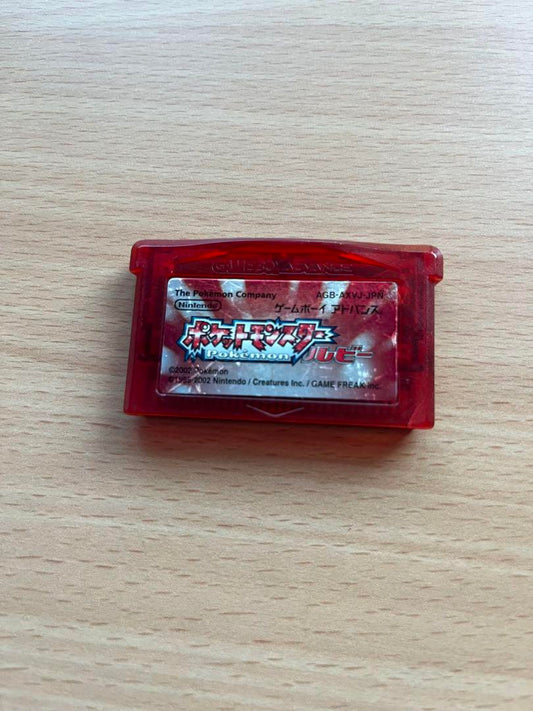 GAME BOY ADVANCE
The Pokémon Company AGB-AXVJ-JPN
Nintendo ゲームボーイ アドバンス
ポケットモンスター
Pokémon ルビー
©2002 Pokémon
©1995-2002 Nintendo / Creatures Inc. / GAME FREAK inc.